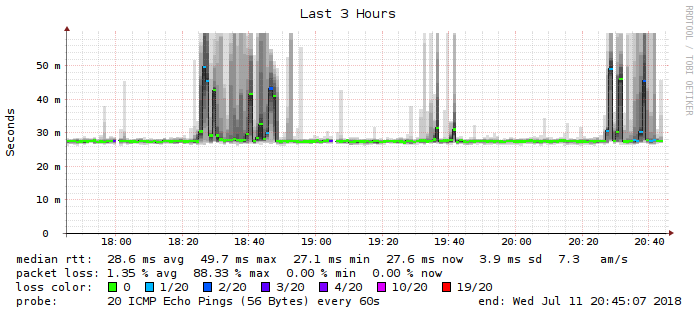 Last 3 Hours
RRDTOOL / TOBI OETIKER
Seconds
50 m
40 m
30 m
20 m
10 m
0
18:00 18:20 18:40 19:00 19:20 19:40 20:00 20:20 20:40
median rtt: 28.6 ms avg 49.7 ms max 27.1 ms min 27.6 ms now 3.9 ms sd 7.3 am/s
packet loss: 1.35 % avg 88.33 % max 0.00 % min 0.00 % now
loss color: 0 1/20 2/20 3/20 4/20 10/20 19/20
probe: 20 ICMP Echo Pings (56 Bytes) every 60s end: Wed Jul 11 20:45:07 2018